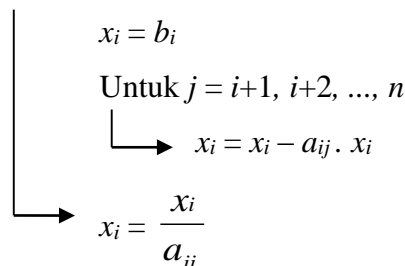 xᵢ = bᵢ
Untuk j = i+1, i+2, ..., n
xᵢ = xᵢ – aᵢⱼ . xᵢ
xᵢ = xᵢ / aᵢᵢ